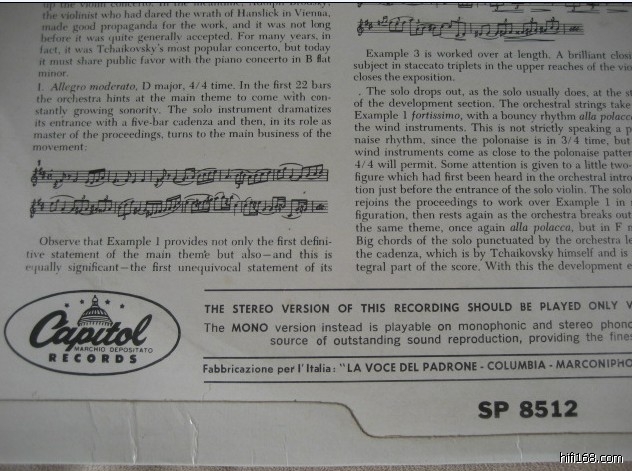 up the violin concerto. In the meantime, Adolph Brodsky,
the violinist who had dared the wrath of Hanslick in Vienna,
made good propaganda for the work, and it was not long
before it was quite generally accepted. For many years, in
fact, it was Tchaikovsky's most popular concerto, but today
it must share public favor with the piano concerto in B flat
minor.
1. Allegro moderato, D major, 4/4 time. In the first 22 bars
the orchestra hints at the main theme to come with con-
stantly growing sonority. The solo instrument dramatizes
its entrance with a five-bar cadenza and then, in its role as
master of the proceedings, turns to the main business of the
movement:
1
Observe that Example 1 provides not only the first defini-
tive statement of the main theme but also—and this is
equally significant—the first unequivocal statement of its
Example 3 is worked over at length. A brilliant clos
subject in staccato triplets in the upper reaches of the vio
closes the exposition.
The solo drops out, as the solo usually does, at the st
of the development section. The orchestral strings take
Example 1 fortissimo, with a bouncy rhythm alla polacc
the wind instruments. This is not strictly speaking a p
naise rhythm, since the polonaise is in 3/4 time, but
wind instruments come as close to the polonaise patter
4/4 will permit. Some attention is given to a little two-
figure which had first been heard in the orchestral intro
tion just before the entrance of the solo violin. The solo
rejoins the proceedings to work over Example 1 in s
figuration, then rests again as the orchestra breaks out
the same theme, once again alla polacca, but in F m
Big chords of the solo punctuated by the orchestra le
the cadenza, which is by Tchaikovsky himself and is
tegral part of the score. With this the development e
Capitol
MARCHIO DEPOSITATO
RECORDS
THE STEREO VERSION OF THIS RECORDING SHOULD BE PLAYED ONLY W
The MONO version instead is playable on monophonic and stereo phono
source of outstanding sound reproduction, providing the fines
Fabbricazione per l'Italia: "LA VOCE DEL PADRONE - COLUMBIA - MARCONIPHO
SP 8512
hifi168.com